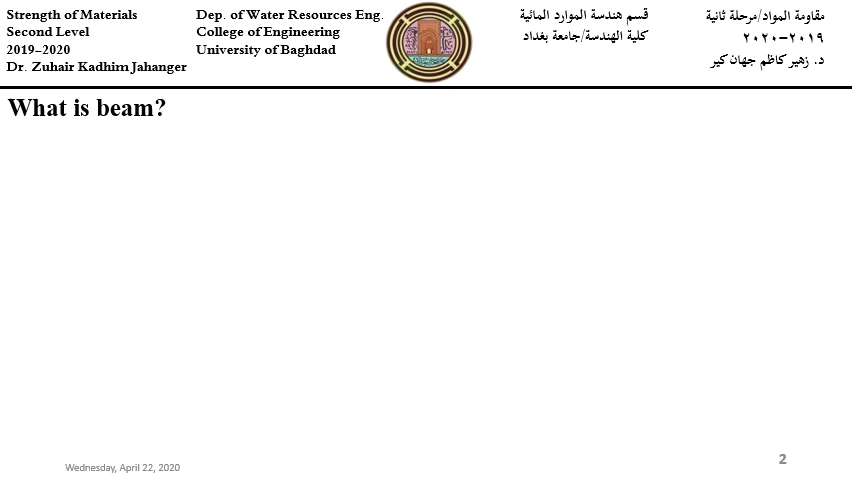 Strength of Materials
Second Level
2019-2020
Dr. Zuhair Kadhim Jahanger
Dep. of Water Resources Eng.
College of Engineering
University of Baghdad
قسم هندسة الموارد المائية
كلية الهندسة/جامعة بغداد
مقاومة المواد/مرحلة ثانية
٢٠١٩-٢٠٢٠
د. زهير كاظم جهان كير
What is beam?
Wednesday, April 22, 2020
2